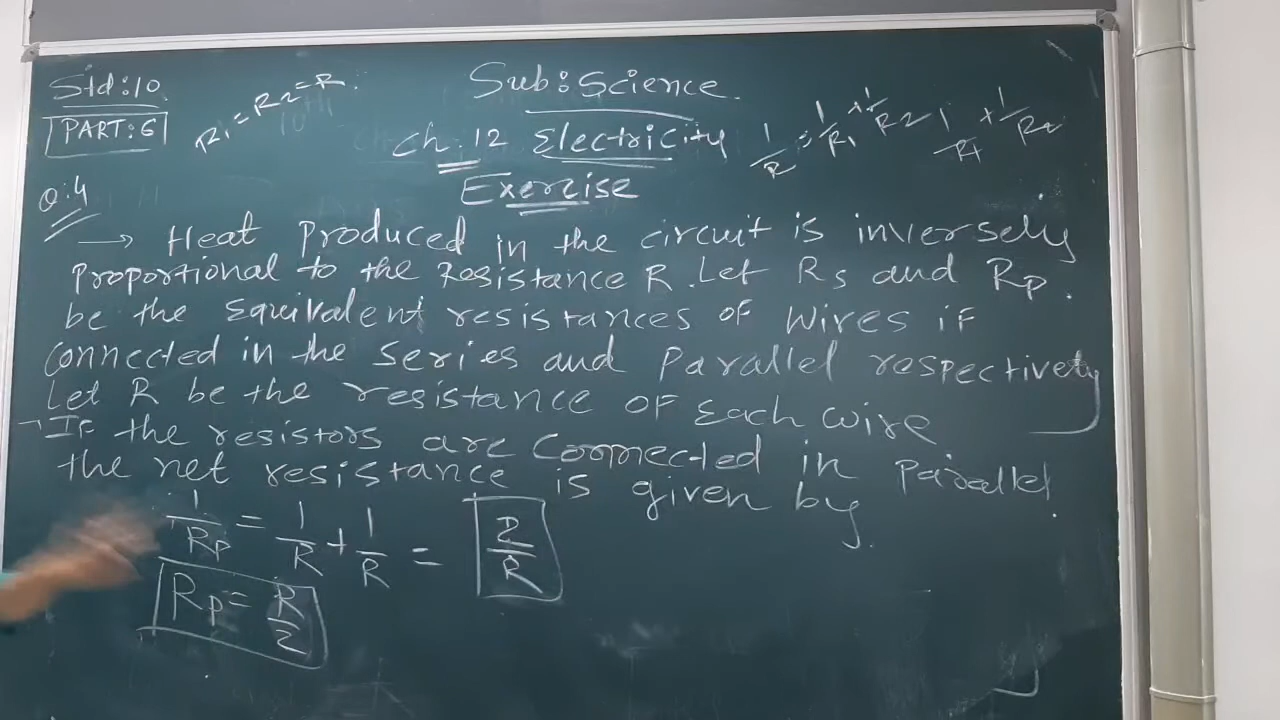 Std:10.
PART:6
R1=R2=R
Sub:Science.
Ch.12 Electricity
1/R = 1/R1 + 1/R2
1/R1 + 1/R2
Exercise
Q:4
→ Heat Produced in the circuit is inversely
Proportional to the Resistance R. Let Rs and Rp.
be the Equivalent resistances of Wires if
Connected in the Series and Parallel respectively
Let R be the resistance of Each wire
→If the resistors are Connected in Parallel
the net resistance is given by.
1/Rp = 1/R + 1/R = 2/R
Rp = R/2